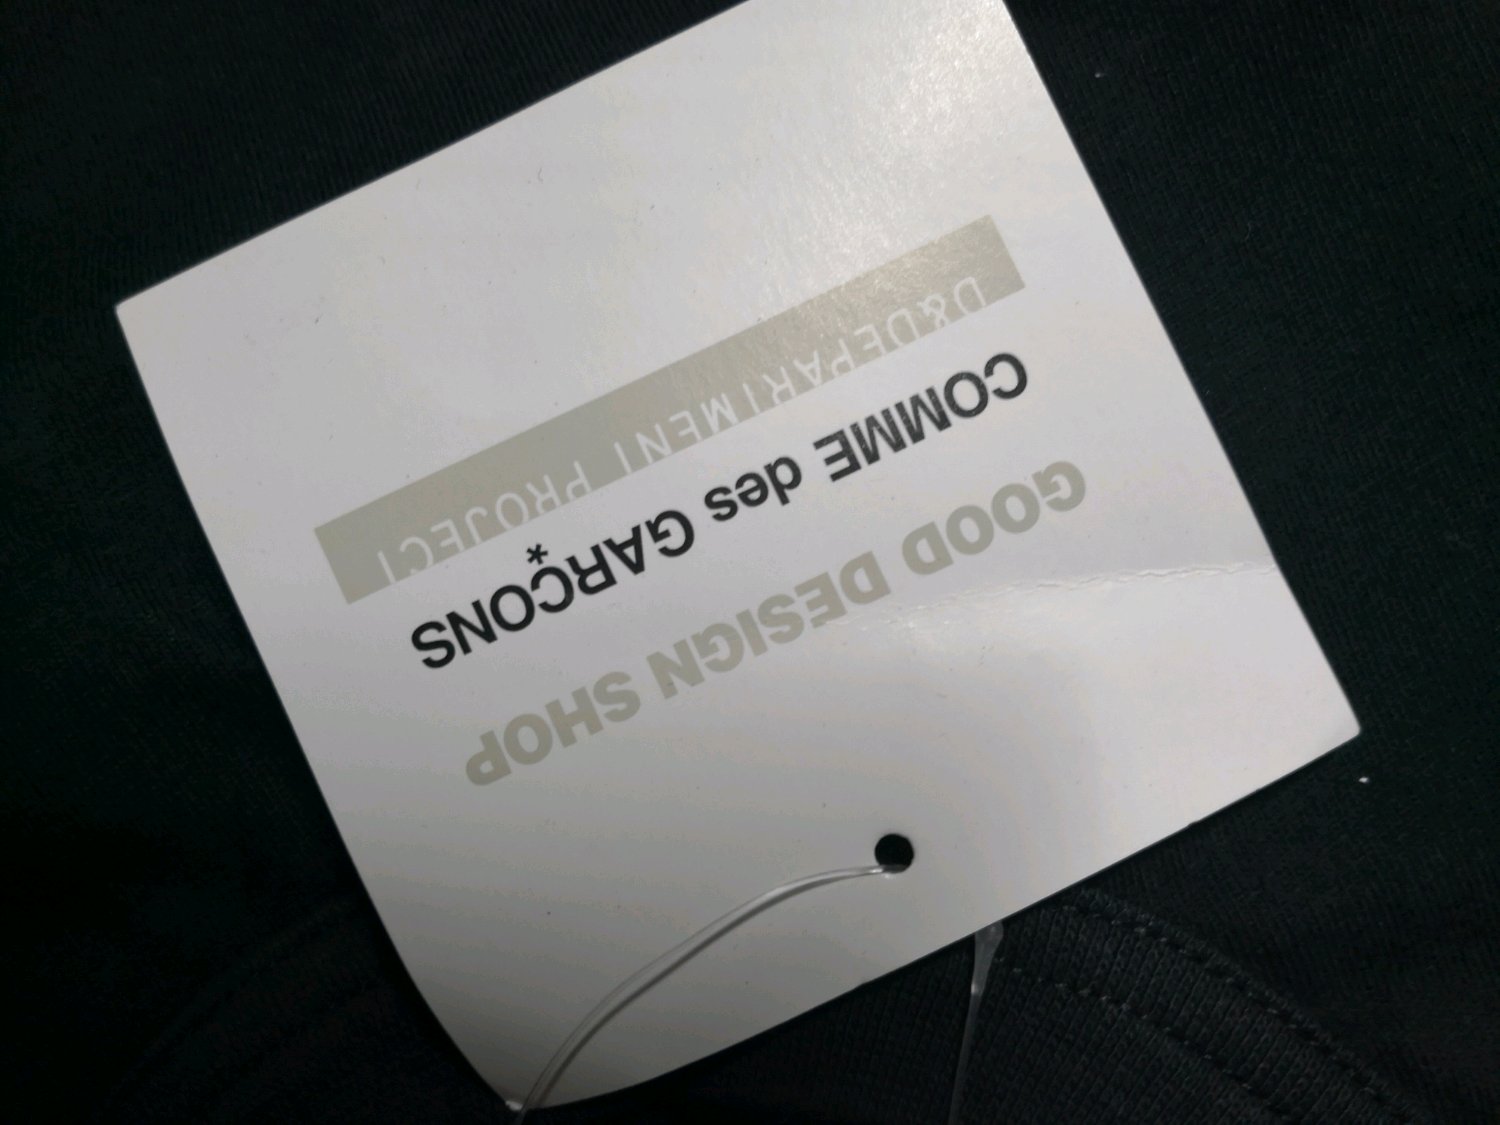 GOOD DESIGN SHOP
COMME des GARÇONS*
D&DEPARTMENT PROJECT